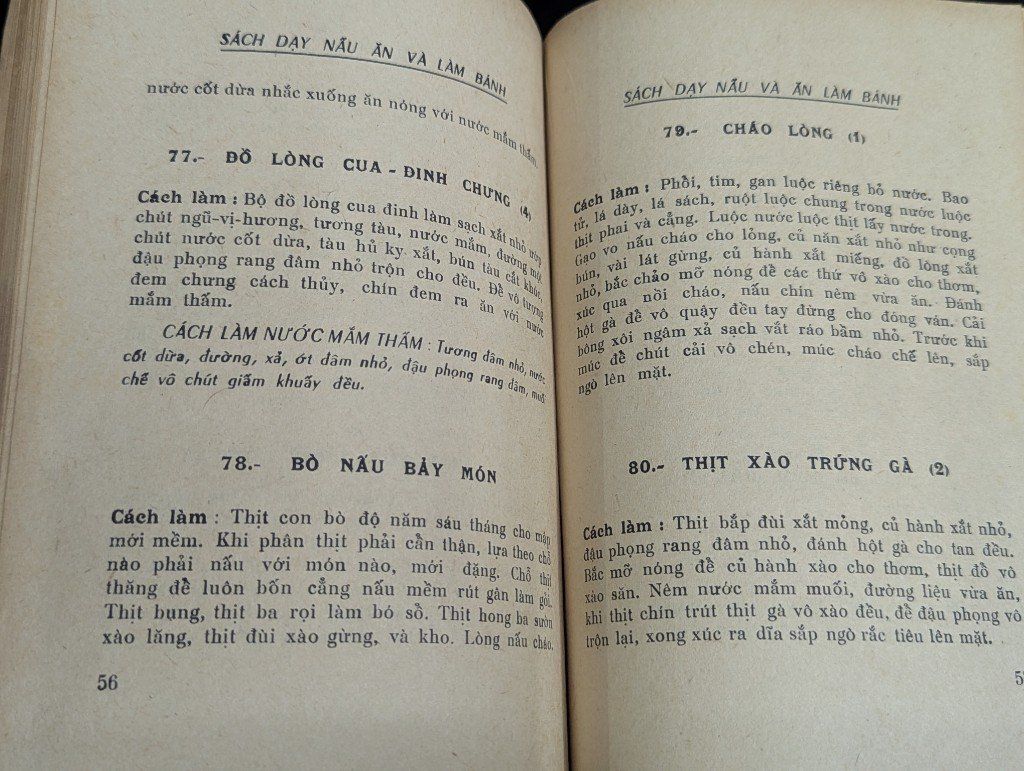 SÁCH DẠY NẤU ĂN VÀ LÀM BÁNH
nước cốt dừa nhắc xuống ăn nóng với nước mắm thấm.
77.- ĐỒ LÒNG CUA - ĐINH CHƯNG (4)
Cách làm : Bộ đồ lòng cua đinh làm sạch xắt nhỏ ướp
chút ngũ-vị-hương, tương tàu, nước mắm, đường một
chút nước cốt dừa, tàu hủ ky xắt, bún tàu cắt khúc,
đậu phọng rang đâm nhỏ trộn cho đều. Để vô tượng
đem chưng cách thủy, chín đem ra ăn với nước
mắm thấm.
CÁCH LÀM NƯỚC MẮM THẤM : Tương đâm nhỏ, nước
cốt dừa, đường, xả, ớt đâm nhỏ, đậu phọng rang đâm, muối
chế vô chút giấm khuấy đều.
78.- BÒ NẤU BẢY MÓN
Cách làm : Thịt con bò độ năm sáu tháng cho mập
mới mềm. Khi phân thịt phải cần thận, lựa theo chỗ
nào phải nấu với món nào, mới đặng. Chỗ thịt
thăng để luôn bốn cẳng nấu mềm rút gân làm gỏi.
Thịt bụng, thịt ba rọi làm bó sồ. Thịt hong ba sườn
xào lăng, thịt đùi xào gừng, và kho. Lòng nấu cháo.
56
SÁCH DẠY NẤU VÀ ĂN LÀM BÁNH
79.- CHÁO LÒNG (1)
Cách làm : Phồi, tim, gan luộc riêng bỏ nước. Bao
tử, lá dày, lá sách, ruột luộc chung trong nước luộc
thịt phai và cẳng. Luộc nước luộc thịt lấy nước trong.
Gạo vo nấu cháo cho lỏng, củ năn xắt nhỏ như cọng
bún, vài lát gừng, củ hành xắt miếng, đồ lòng xắt
nhỏ, bắc chảo mỡ nóng để các thứ vô xào cho thơm,
xúc qua nồi cháo, nấu chín nêm vừa ăn. Đánh
hột gà để vô quậy đều tay đừng cho đóng ván. Cải
bông xôi ngâm xả sạch vắt ráo bầm nhỏ. Trước khi
múc để chút cải vô chén, múc cháo chế lên, sắp
ngò lên mặt.
80.- THỊT XÀO TRỨNG GÀ (2)
Cách làm : Thịt bắp đùi xắt mỏng, củ hành xắt nhỏ,
đậu phọng rang đâm nhỏ, đánh hột gà cho tan đều.
Bắc mỡ nóng để củ hành xào cho thơm, thịt đồ vô
xào săn. Nêm nước mắm muối, đường liệu vừa ăn,
khi thịt chín trút thịt gà vô xào đều, để đậu phọng vô
trộn lại, xong xúc ra dĩa sắp ngò rắc tiêu lên mặt.